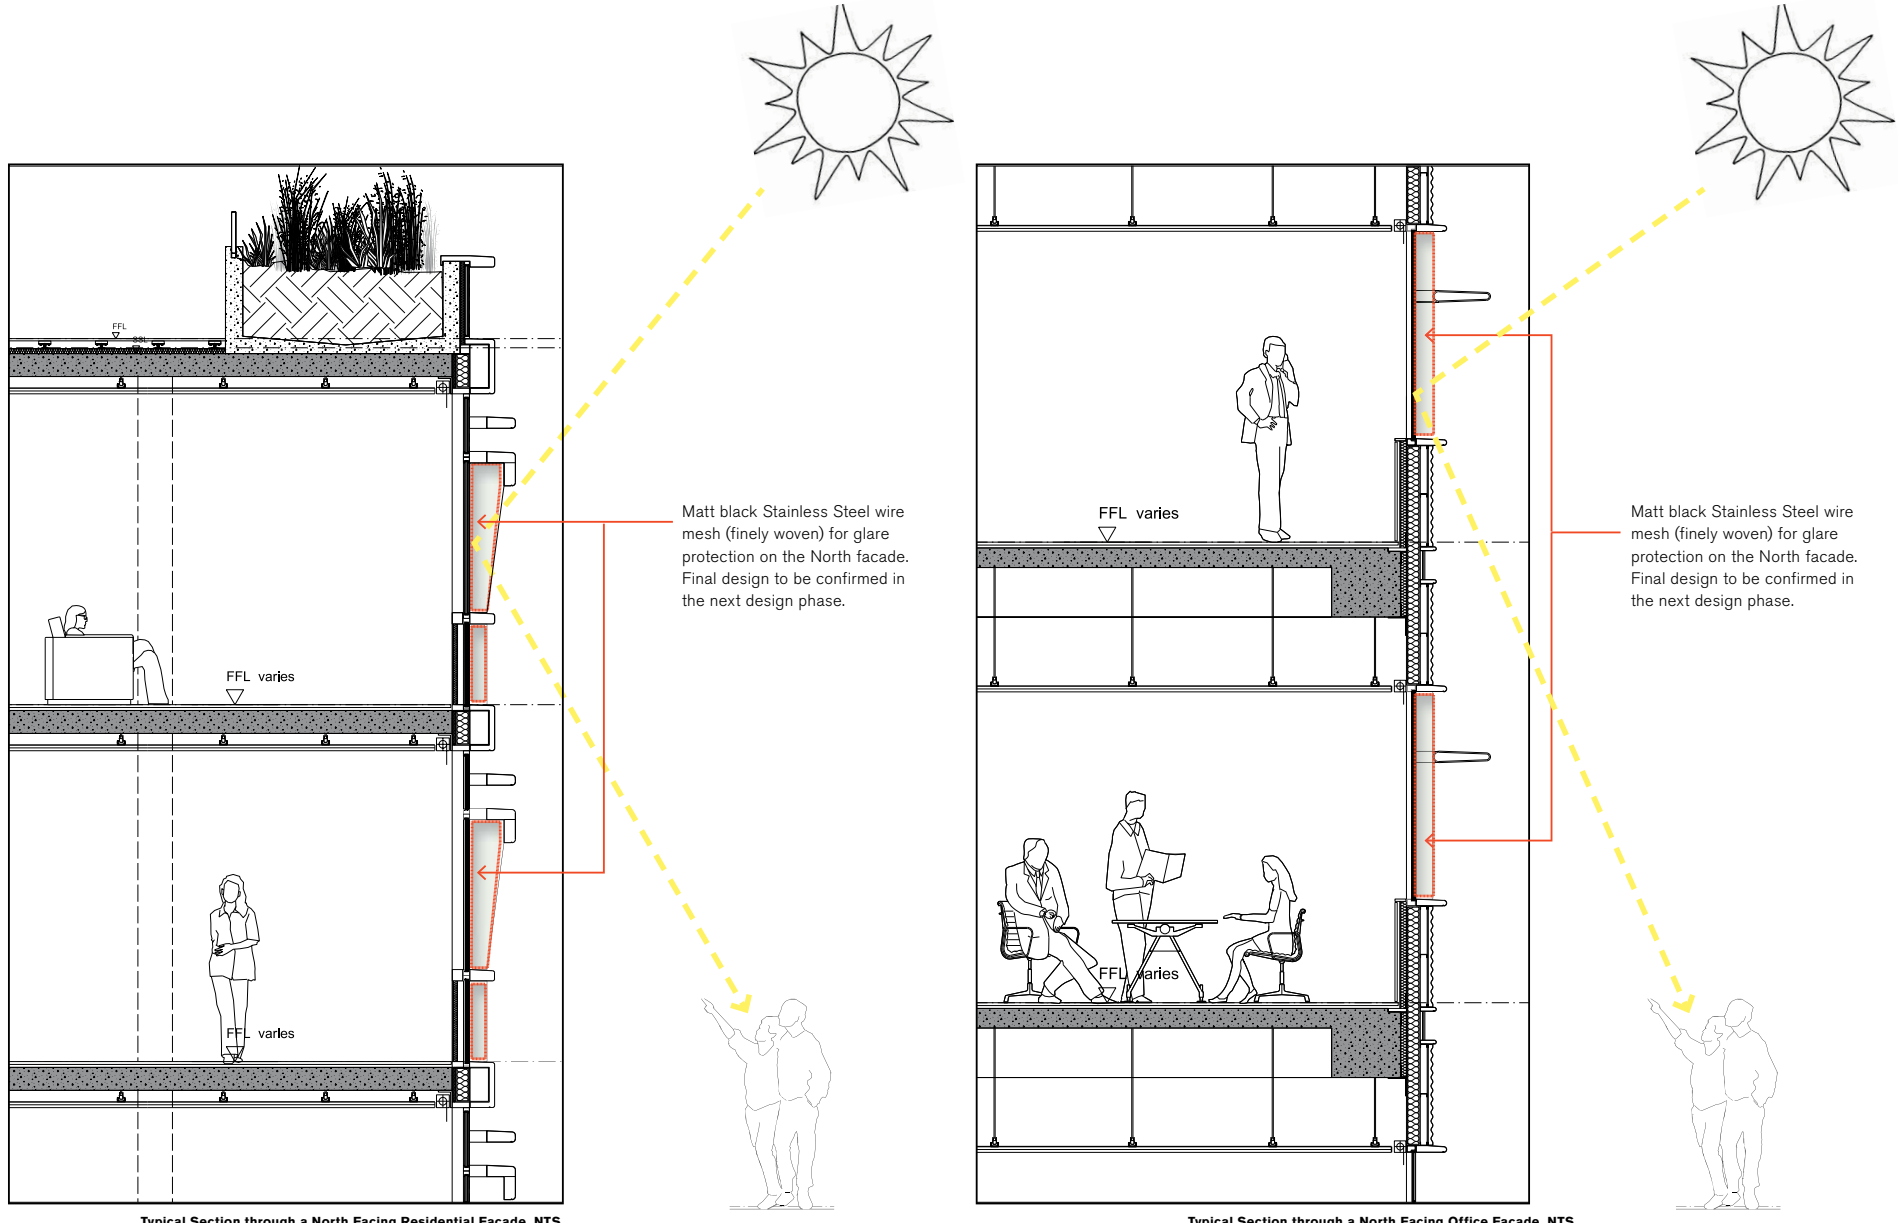 FFL
SSL
Matt black Stainless Steel wire
mesh (finely woven) for glare
protection on the North facade.
Final design to be confirmed in
the next design phase.
FFL varies
FFL varies
Typical Section through a North Facing Residential Facade, NTS
FFL varies
Matt black Stainless Steel wire
mesh (finely woven) for glare
protection on the North facade.
Final design to be confirmed in
the next design phase.
FFL varies
Typical Section through a North Facing Office Facade, NTS